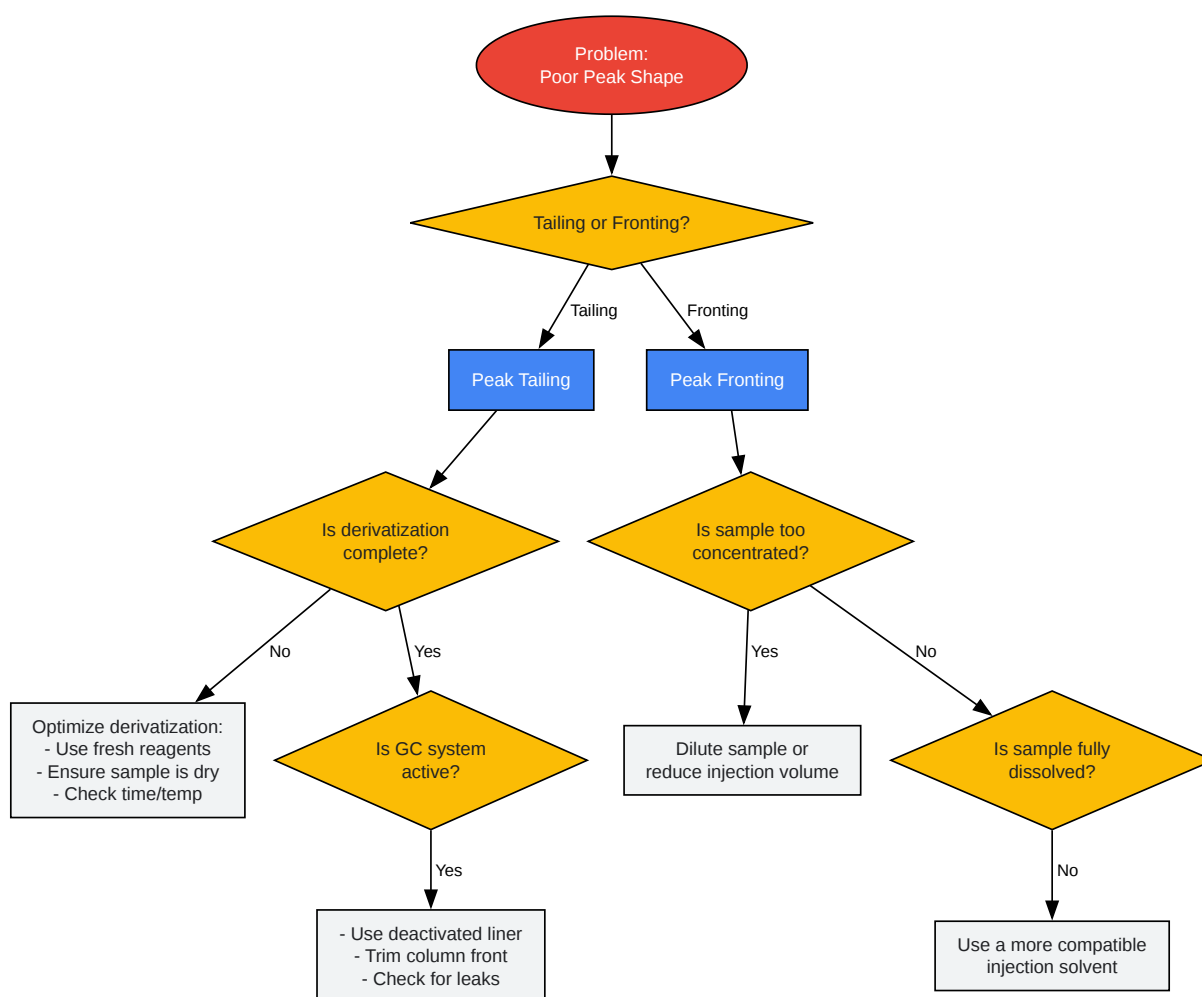 Problem:
Poor Peak Shape
Tailing or Fronting?
Tailing
Fronting
Peak Tailing
Peak Fronting
Is derivatization
complete?
Is sample too
concentrated?
No
Yes
Yes
No
Optimize derivatization:
- Use fresh reagents
- Ensure sample is dry
- Check time/temp
Is GC system
active?
Dilute sample or
reduce injection volume
Is sample fully
dissolved?
Yes
No
- Use deactivated liner
- Trim column front
- Check for leaks
Use a more compatible
injection solvent